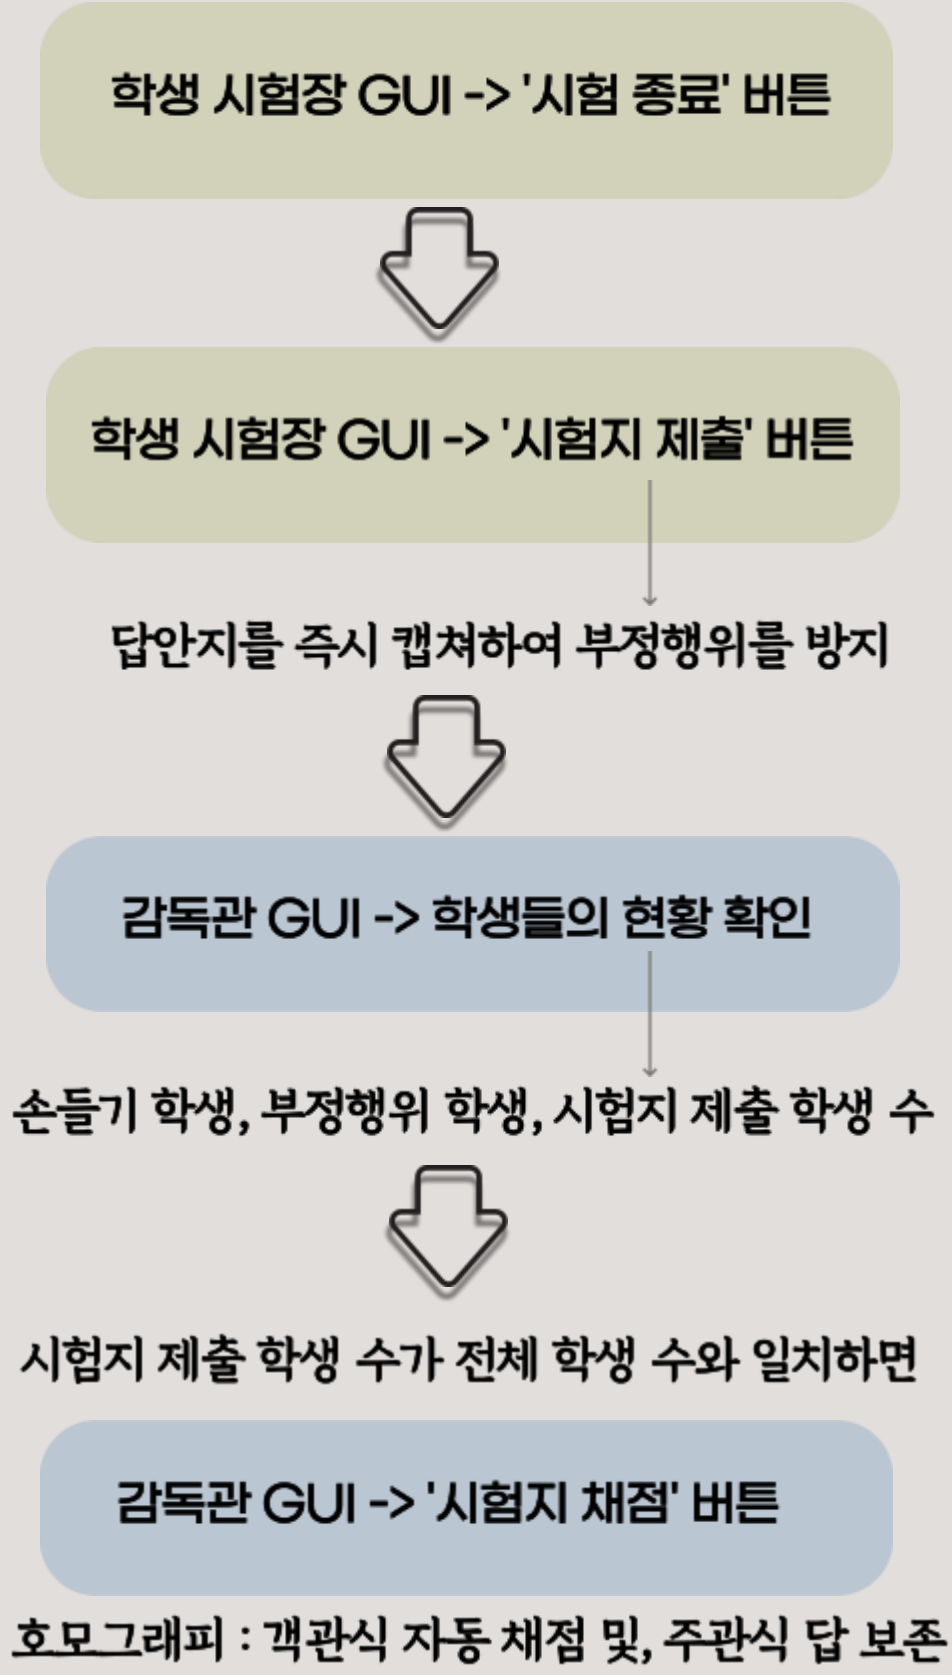 학생 시험장 GUI -> '시험 종료' 버튼
학생 시험장 GUI -> '시험지 제출' 버튼
답안지를 즉시 캡쳐하여 부정행위를 방지
감독관 GUI -> 학생들의 현황 확인
손들기 학생, 부정행위 학생, 시험지 제출 학생 수
시험지 제출 학생 수가 전체 학생 수와 일치하면
감독관 GUI -> '시험지 채점' 버튼
호모그래피 : 객관식 자동 채점 및, 주관식 답 보존